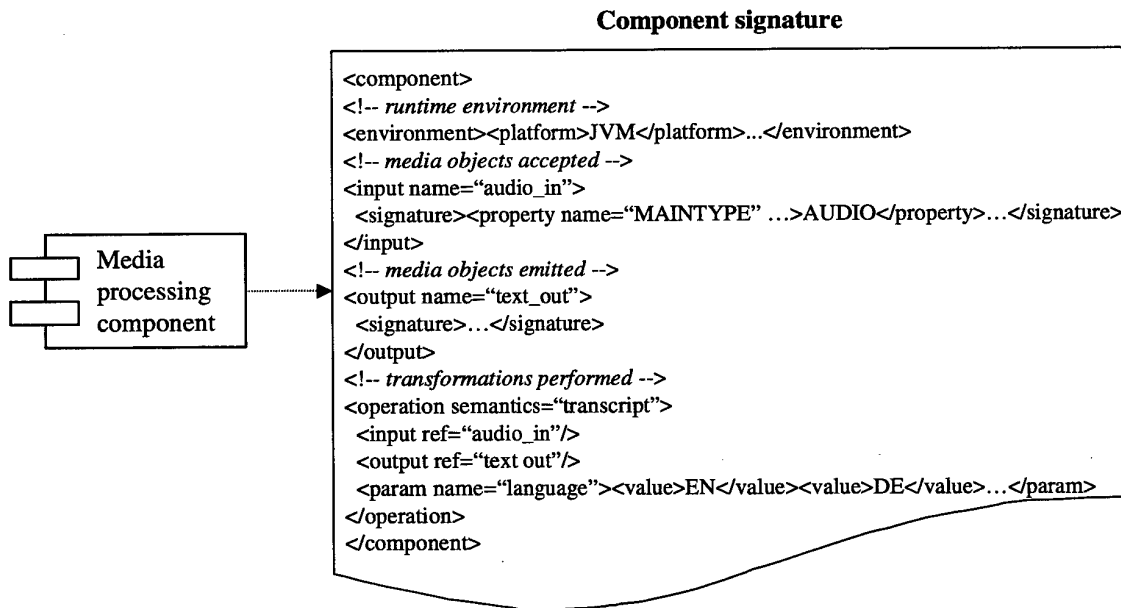 Component signature
<component>
<!-- runtime environment -->
<environment><platform>JVM</platform>...</environment>
<!-- media objects accepted -->
<input name=“audio_in”>
<signature><property name=“MAINTYPE” …>AUDIO</property>…</signature>
</input>
<!-- media objects emitted -->
<output name=“text_out”>
<signature>…</signature>
</output>
<!-- transformations performed -->
<operation semantics=“transcript”>
<input ref=“audio_in”/>
<output ref=“text out”/>
<param name=“language”><value>EN</value><value>DE</value>…</param>
</operation>
</component>
Media
processing
component